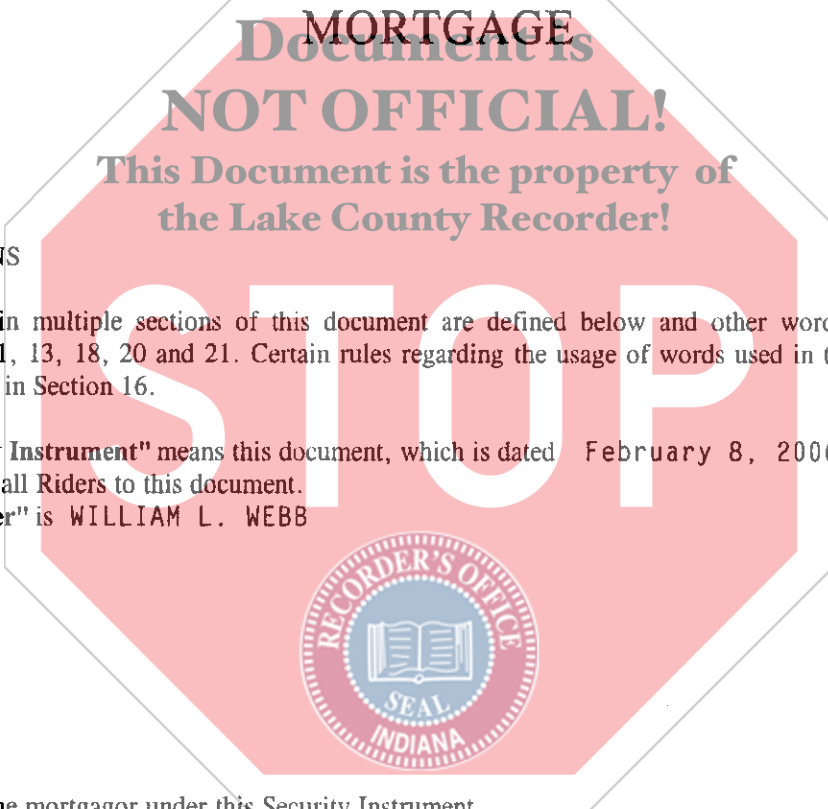 MORTGAGE
Document is
NOT OFFICIAL!
This Document is the property of
the Lake County Recorder!
NS
in multiple sections of this document are defined below and other word
1, 13, 18, 20 and 21. Certain rules regarding the usage of words used in t
in Section 16.
Instrument" means this document, which is dated February 8, 2006
all Riders to this document.
er" is WILLIAM L. WEBB
STOP
RECORDER'S OFFICE
SEAL
INDIANA
he mortgagor under this Security Instrument.